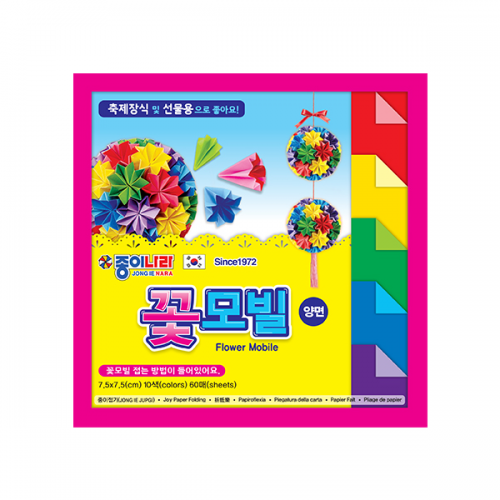 축제장식 및 선물용으로 좋아요!
종이나라
JONG IE NARA
Since1972
꽃모빌 양면
Flower Mobile
꽃모빌 접는 방법이 들어있어요.
7.5x7.5(cm) 10색(colors) 60매(sheets)
종이접기(JONG IE JUPGI) • Joy Paper Folding • 折紙樂 • Papiroflexia • Piegatura della carta • Papier Falt • Pliage de papier